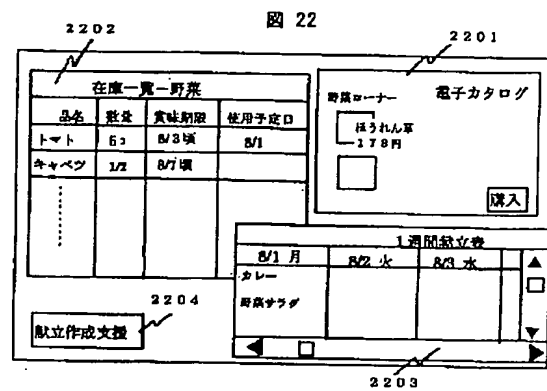 図 22
2202
2201
在庫一覧－野菜
品名 数量 賞味期限 使用予定日
トマト 6コ 8/3頃 8/1
キャベツ 1/2 8/7頃
電子カタログ
野菜コーナー
ほうれん草
178円
購入
1週間献立表
8/1 月 8/2 火 8/3 水
カレー
野菜サラダ
2204
献立作成支援
2203